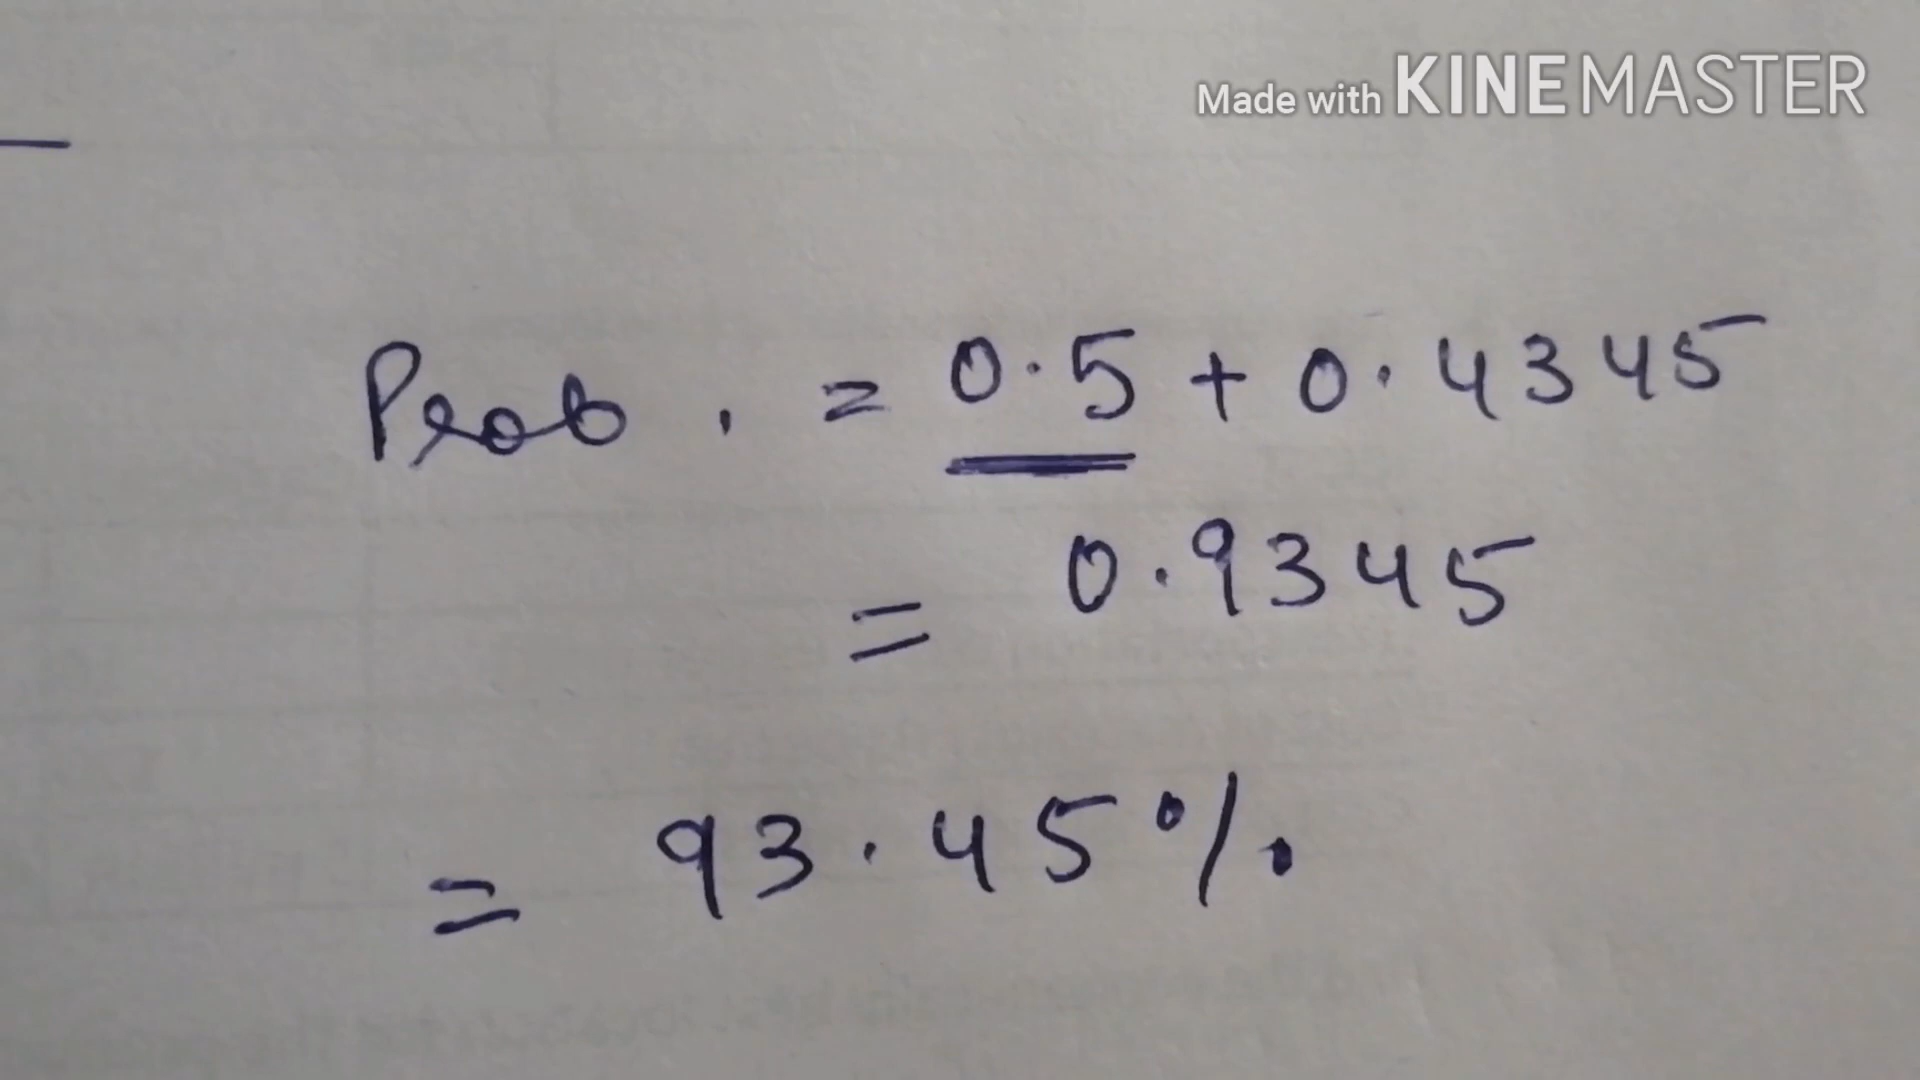 Made with KINEMASTER
Prob. = 0.5 + 0.4345
= 0.9345
= 93.45%